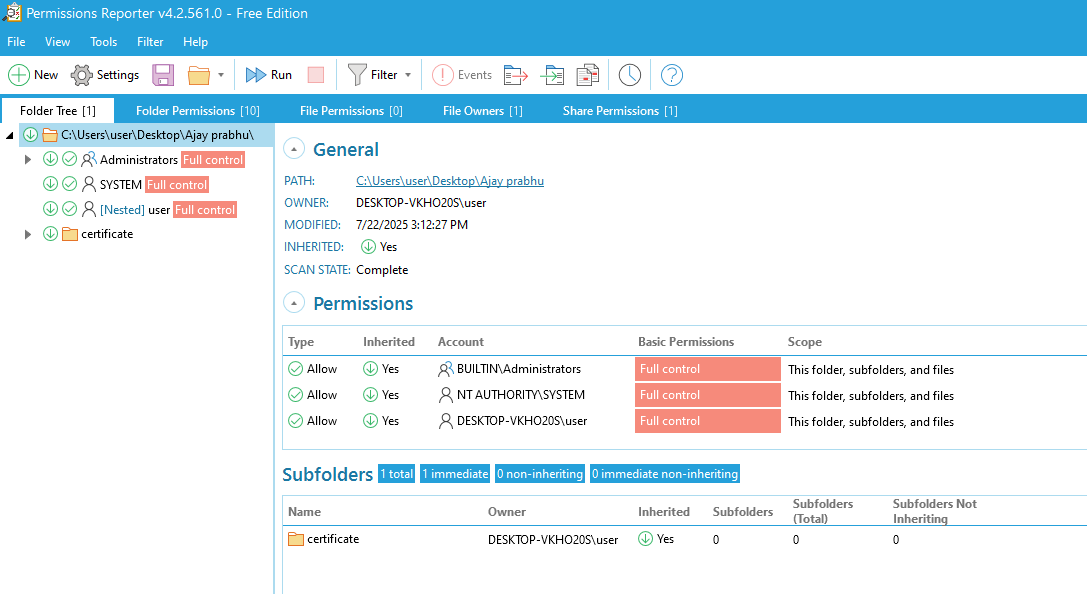 Permissions Reporter v4.2.561.0 - Free Edition
File View Tools Filter Help
New Settings Run Filter Events
Folder Tree [1] Folder Permissions [10] File Permissions [0] File Owners [1] Share Permissions [1]
C:\Users\user\Desktop\Ajay prabhu\
Administrators Full control
SYSTEM Full control
[Nested] user Full control
certificate
General
PATH: C:\Users\user\Desktop\Ajay prabhu
OWNER: DESKTOP-VKHO20S\user
MODIFIED: 7/22/2025 3:12:27 PM
INHERITED: Yes
SCAN STATE: Complete
Permissions
Type Inherited Account Basic Permissions Scope
Allow Yes BUILTIN\Administrators Full control This folder, subfolders, and files
Allow Yes NT AUTHORITY\SYSTEM Full control This folder, subfolders, and files
Allow Yes DESKTOP-VKHO20S\user Full control This folder, subfolders, and files
Subfolders 1 total 1 immediate 0 non-inheriting 0 immediate non-inheriting
Name Owner Inherited Subfolders Subfolders (Total) Subfolders Not Inheriting
certificate DESKTOP-VKHO20S\user Yes 0 0 0